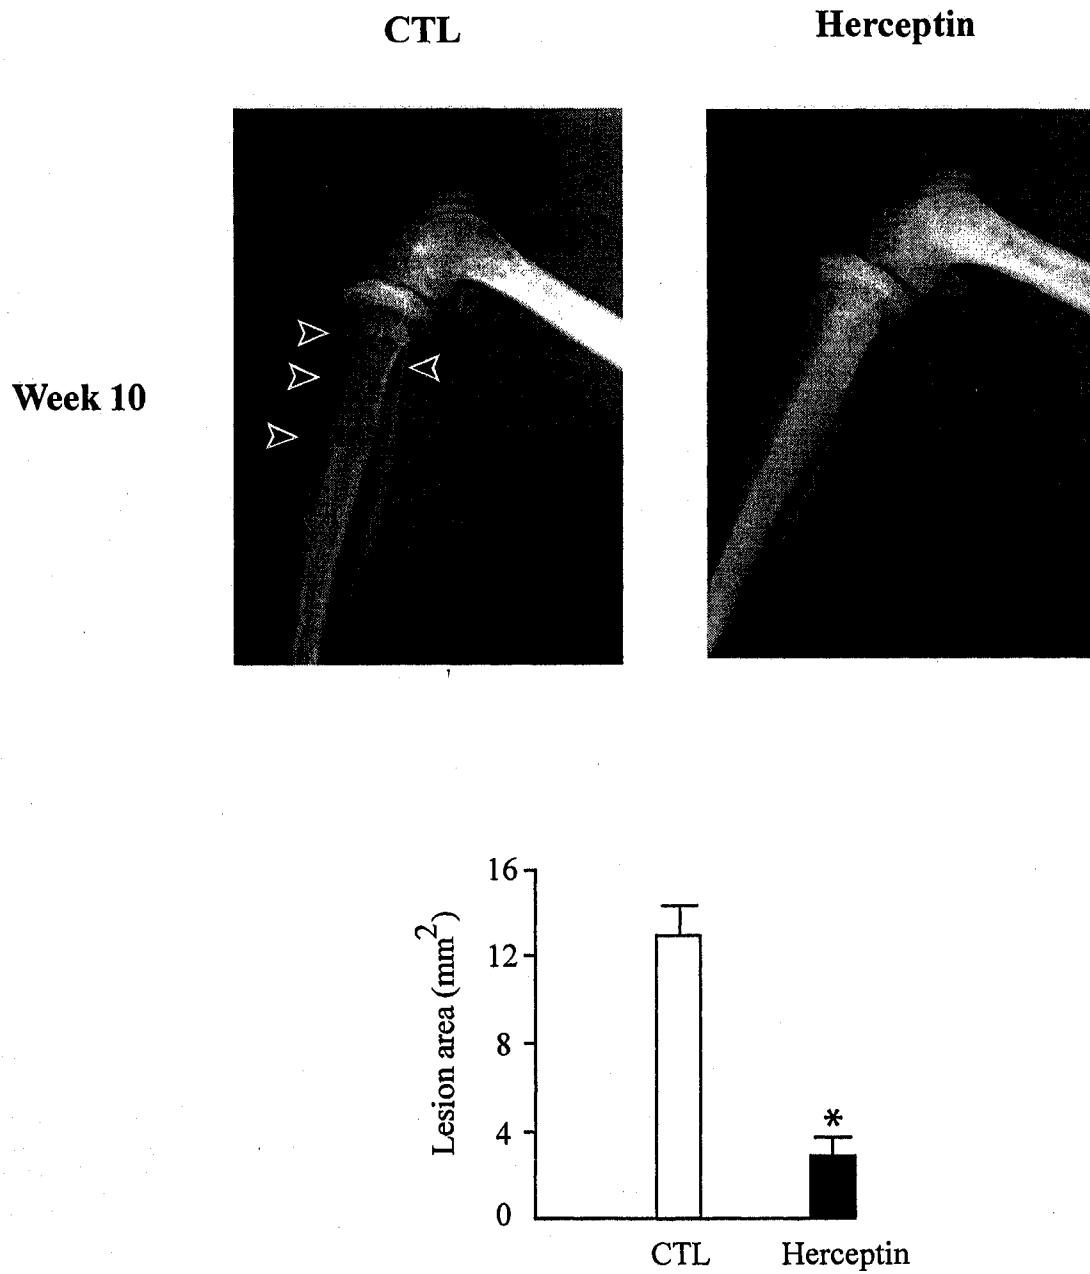 CTL
Herceptin
Week 10
Lesion area (mm²)
16
12
8
4
0
*
CTL
Herceptin